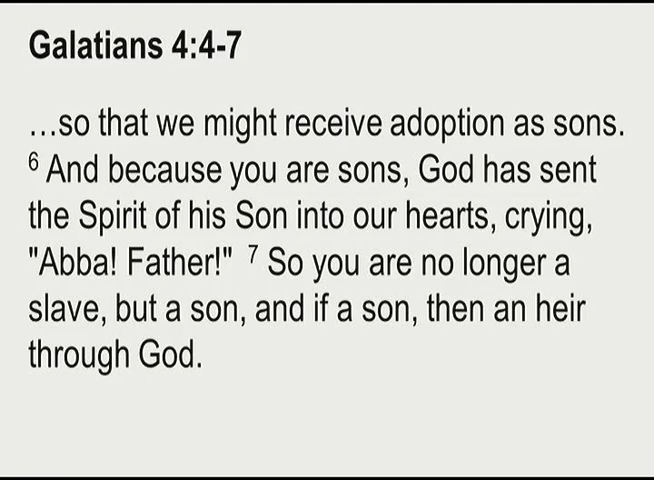 Galatians 4:4-7
…so that we might receive adoption as sons.
⁶ And because you are sons, God has sent
the Spirit of his Son into our hearts, crying,
"Abba! Father!" ⁷ So you are no longer a
slave, but a son, and if a son, then an heir
through God.